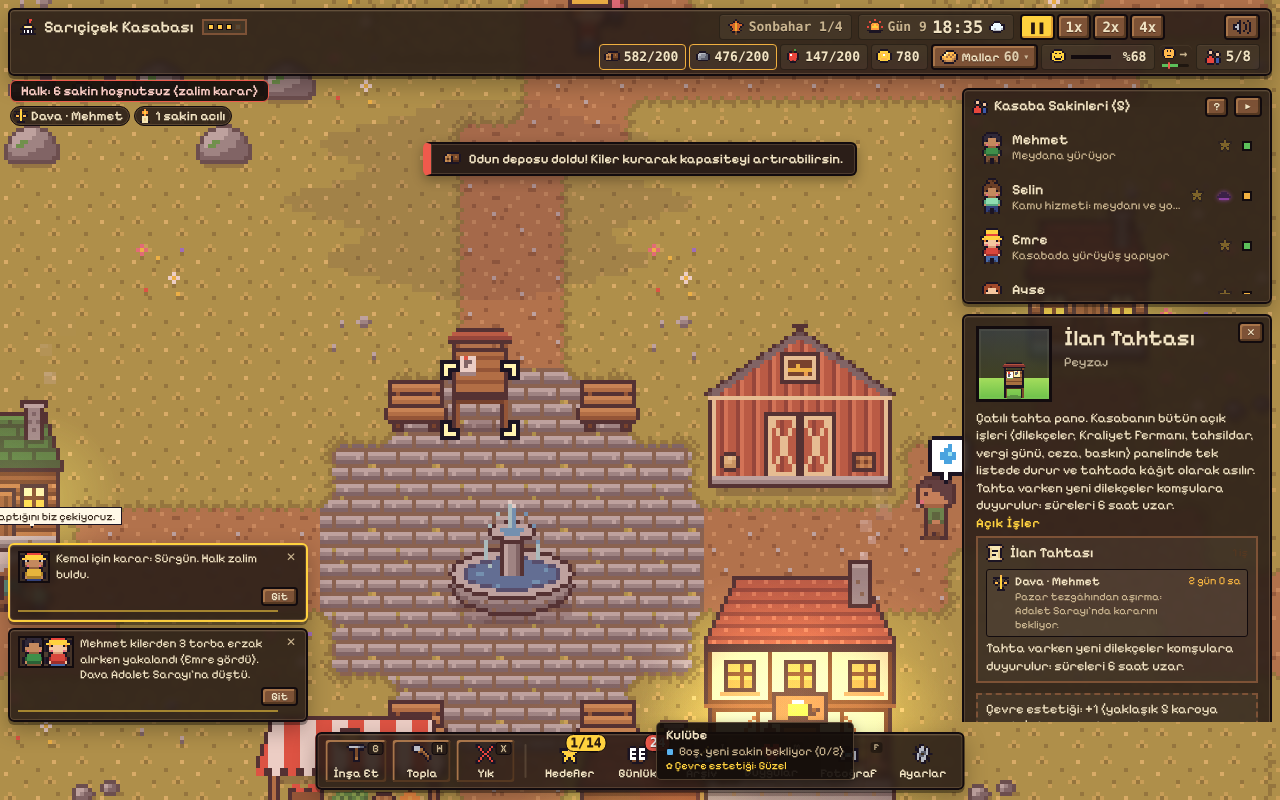 Sarıçiçek Kasabası
Sonbahar 1/4
Gün 9 18:35
1x
2x
4x
582/200
476/200
147/200
780
Mallar 60
%68
5/8
Halk: 6 sakin hoşnutsuz (zalim karar)
Dava · Mehmet
1 sakin acılı
Odun deposu doldu! Kiler kurarak kapasiteyi artırabilirsin.
Kasaba Sakinleri (8)
?
Mehmet
Meydana yürüyor
Selin
Kamu hizmeti: meydanı ve yo...
Emre
Kasabada yürüyüş yapıyor
Ayşe
İlan Tahtası
Peyzaj
Çatılı tahta pano. Kasabanın bütün açık
işleri (dilekçeler, Kraliyet Fermanı, tahsildar,
vergi günü, ceza, baskın) panelinde tek
listede durur ve tahtada kâğıt olarak asılır.
Tahta varken yeni dilekçeler komşulara
duyurulur: süreleri 6 saat uzar.
Açık İşler
İlan Tahtası
Dava · Mehmet
2 gün 0 sa
Pazar tezgahından aşırma:
Adalet Sarayı'nda kararını
bekliyor.
Tahta varken yeni dilekçeler komşulara
duyurulur: süreleri 6 saat uzar.
Çevre estetiği: +1 (yaklaşık 8 karoya
aptığını biz çekiyoruz.
Kemal için karar: Sürgün. Halk zalim
buldu.
Git
Mehmet kilerden 3 torba erzak
alırken yakalandı (Emre gördü).
Dava Adalet Sarayı'na düştü.
Git
İnşa Et
G
Topla
H
Yık
X
1/14
Hedefler
2
Günlük
Kulübe
Boş, yeni sakin bekliyor (0/2)
Çevre estetiği: Güzel
Fotoğraf
F
Ayarlar